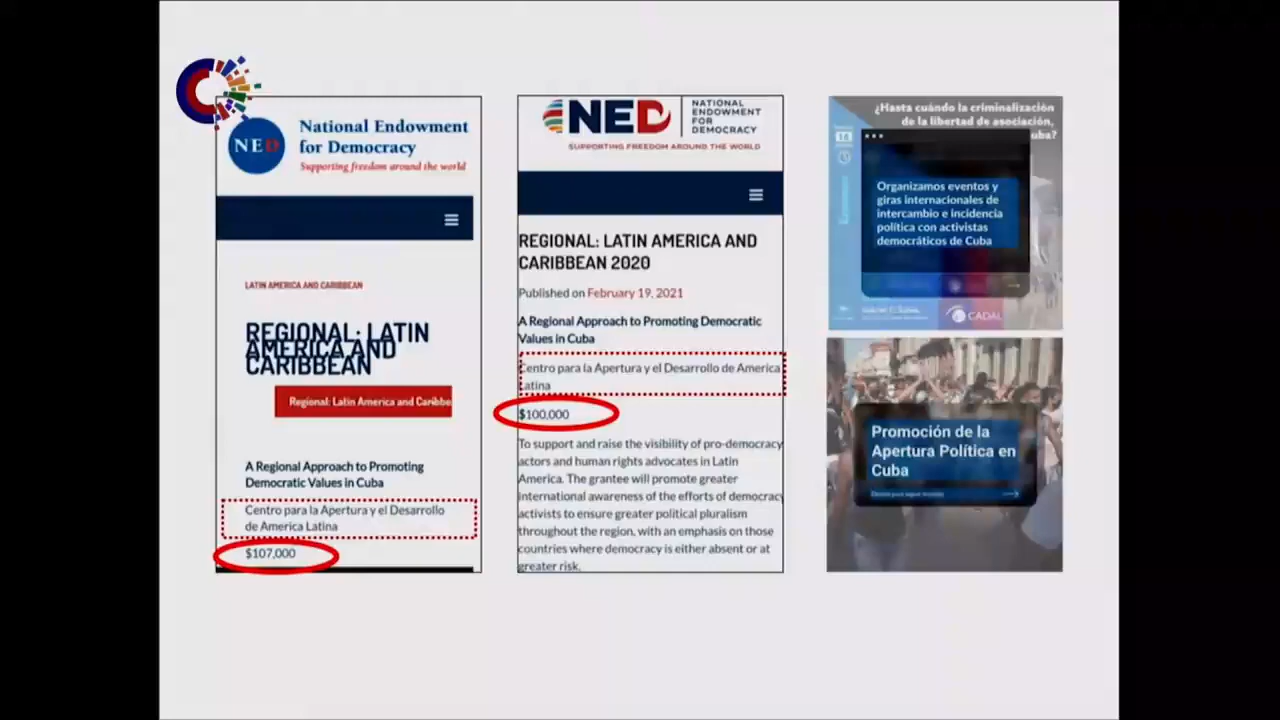 NED
National Endowment
for Democracy
Supporting freedom around the world
LATIN AMERICA AND CARIBBEAN
REGIONAL: LATIN
AMERICA AND
CARIBBEAN
Regional: Latin America and Caribbe
A Regional Approach to Promoting
Democratic Values in Cuba
Centro para la Apertura y el Desarrollo
de America Latina
$107,000
NED
NATIONAL
ENDOWMENT
FOR
DEMOCRACY
SUPPORTING FREEDOM AROUND THE WORLD
REGIONAL: LATIN AMERICA AND
CARIBBEAN 2020
Published on February 19, 2021
A Regional Approach to Promoting Democratic
Values in Cuba
Centro para la Apertura y el Desarrollo de America
Latina
$100,000
To support and raise the visibility of pro-democracy
actors and human rights advocates in Latin
America. The grantee will promote greater
international awareness of the efforts of democracy
activists to ensure greater political pluralism
throughout the region, with an emphasis on those
countries where democracy is either absent or at
greater risk.
¿Hasta cuándo la criminalización
de la libertad de asociación,
uba?
Organizamos eventos y
giras internacionales de
intercambio e incidencia
política con activistas
democráticos de Cuba
CADAL
Promoción de la
Apertura Política en
Cuba